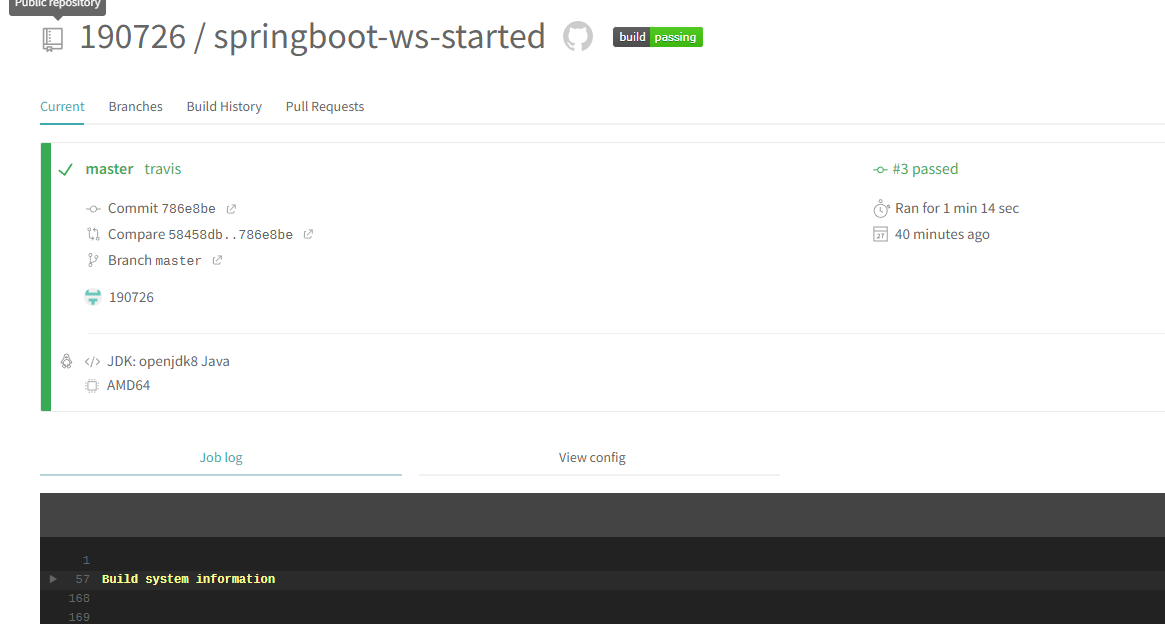 Public repository
190726 / springboot-ws-started
build passing
Current Branches Build History Pull Requests
master travis
#3 passed
Commit 786e8be
Ran for 1 min 14 sec
Compare 58458db..786e8be
40 minutes ago
Branch master
190726
</> JDK: openjdk8 Java
AMD64
Job log View config
1
57 Build system information
168
169